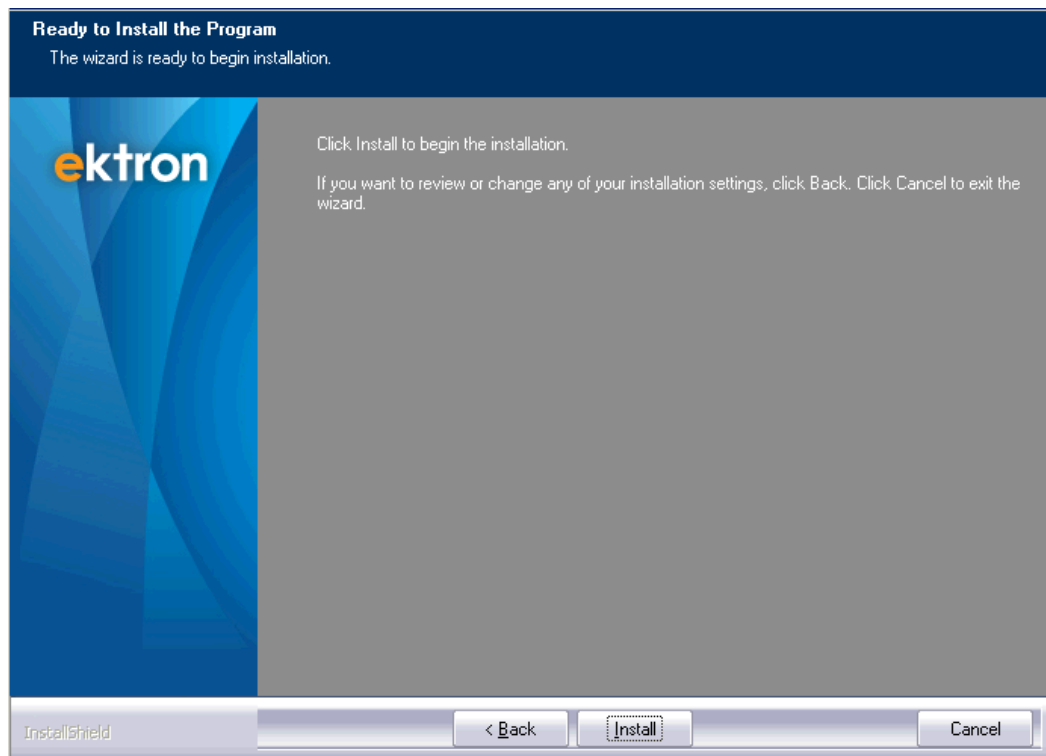 Ready to Install the Program
The wizard is ready to begin installation.
ektron
Click Install to begin the installation.
If you want to review or change any of your installation settings, click Back. Click Cancel to exit the
wizard.
InstallShield
< Back
Install
Cancel